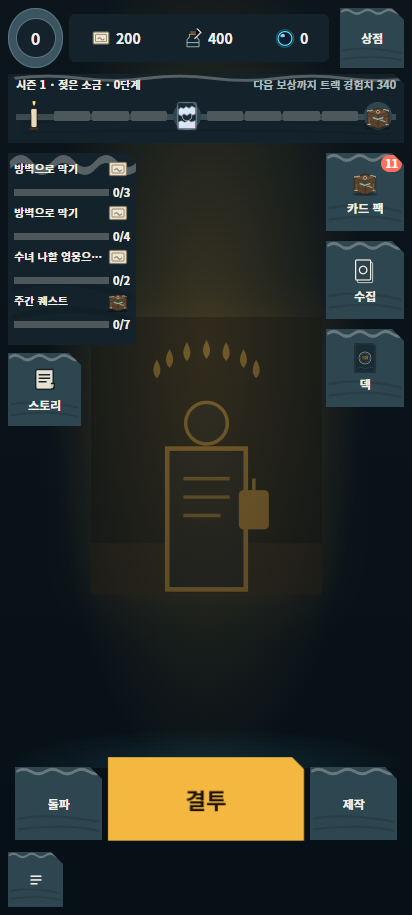 0
200
400
0
상점
시즌 1 · 젖은 소금 · 0단계
다음 보상까지 트랙 경험치 340
방벽으로 막기
0/3
방벽으로 막기
0/4
수녀 나할 영웅으…
0/2
주간 퀘스트
0/7
11
카드 팩
수집
덱
스토리
돌파
결투
제작